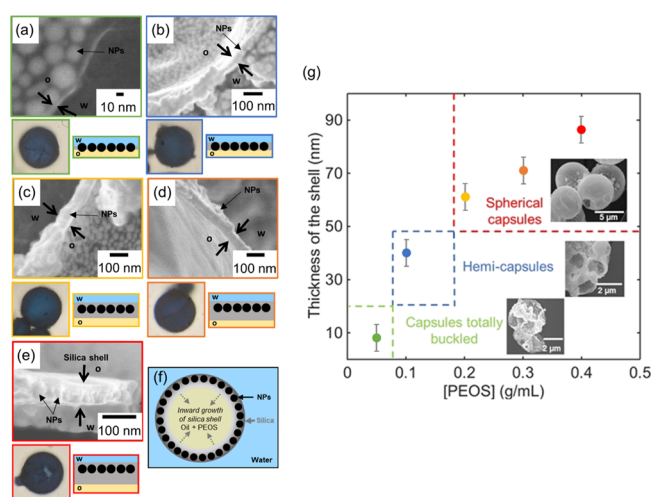 (a)
NPs
o
w
10 nm
(b)
NPs
o
w
100 nm
w
o
w
o
(c)
w
NPs
o
100 nm
(d)
NPs
o
w
100 nm
w
o
w
o
(e)
Silica shell
o
NPs
w
100 nm
w
o
(f)
Inward growth
of silica shell
Oil + PEOS
NPs
Silica
Water
(g)
Thickness of the shell (nm)
90
70
50
30
10
Spherical
capsules
5 µm
Hemi-capsules
2 µm
Capsules totally
buckled
2 µm
0
0.1
0.2
0.3
0.4
0.5
[PEOS] (g/mL)